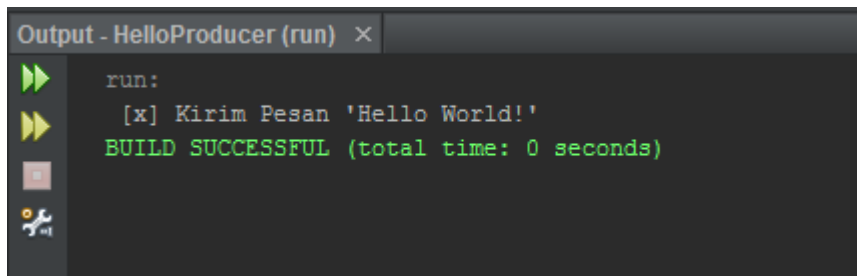 Output - HelloProducer (run) ×
run:
[x] Kirim Pesan 'Hello World!'
BUILD SUCCESSFUL (total time: 0 seconds)